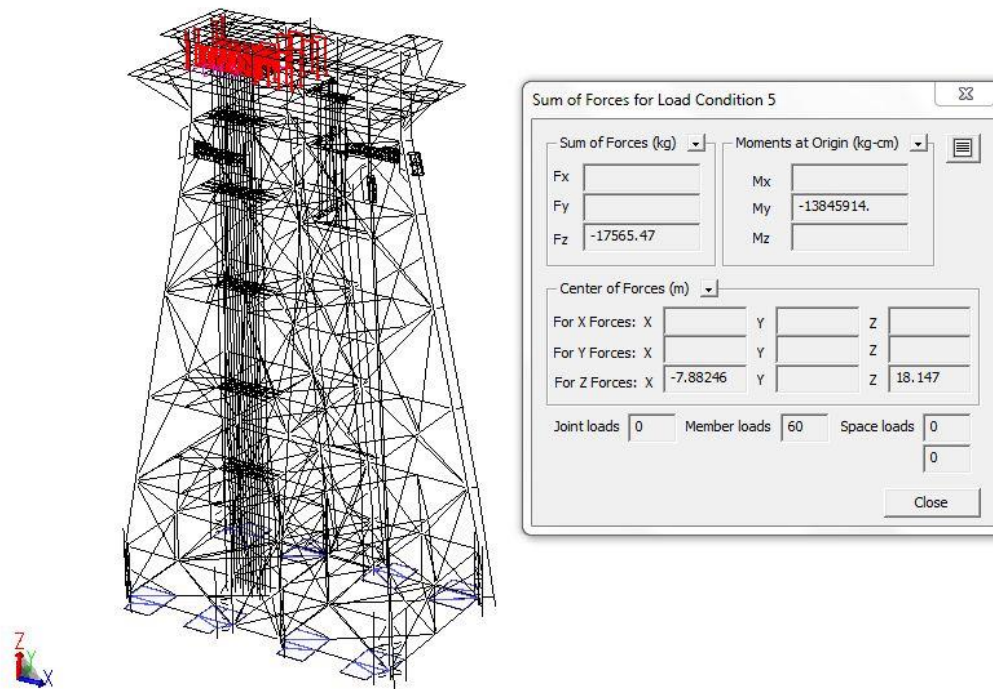 Sum of Forces for Load Condition 5
Sum of Forces (kg)
Fx
Fy
Fz -17565.47
Moments at Origin (kg-cm)
Mx
My -13845914.
Mz
Center of Forces (m)
For X Forces: X Y Z
For Y Forces: X Y Z
For Z Forces: X -7.88246 Y Z 18.147
Joint loads 0 Member loads 60 Space loads 0
0
Close
Z
Y
X